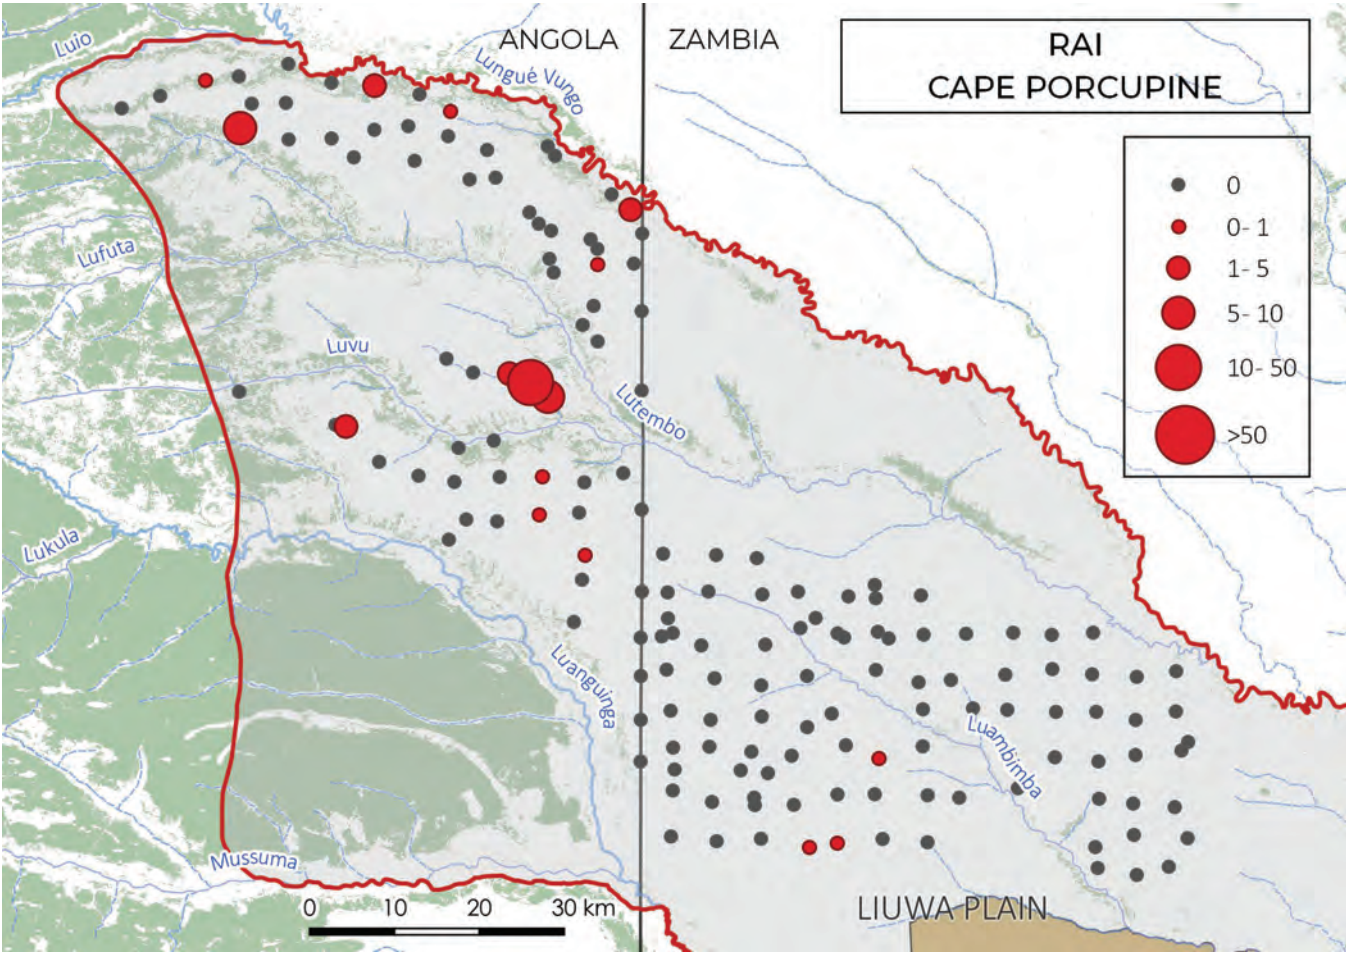 ANGOLA
ZAMBIA
RAI
CAPE PORCUPINE
Luio
Lungué Vungo
0
0- 1
1- 5
5- 10
10- 50
>50
Lufuta
Luvu
Lutembo
Lukula
Luanguinga
Luambimba
Mussuma
0 10 20 30 km
LIUWA PLAIN